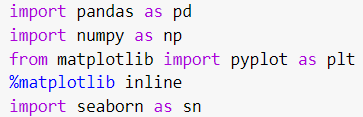 import pandas as pd
import numpy as np
from matplotlib import pyplot as plt
%matplotlib inline
import seaborn as sn